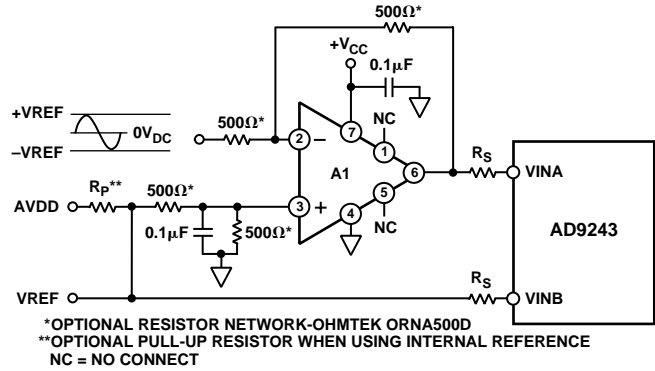 500Ω*
+VCC
0.1µF
+VREF
0VDC
–VREF
500Ω*
NC
7
2
–
1
A1
6
RS
VINA
RP**
500Ω*
AVDD
3
+
5
4
NC
0.1µF
500Ω*
AD9243
RS
VREF
VINB
*OPTIONAL RESISTOR NETWORK-OHMTEK ORNA500D
**OPTIONAL PULL-UP RESISTOR WHEN USING INTERNAL REFERENCE
NC = NO CONNECT